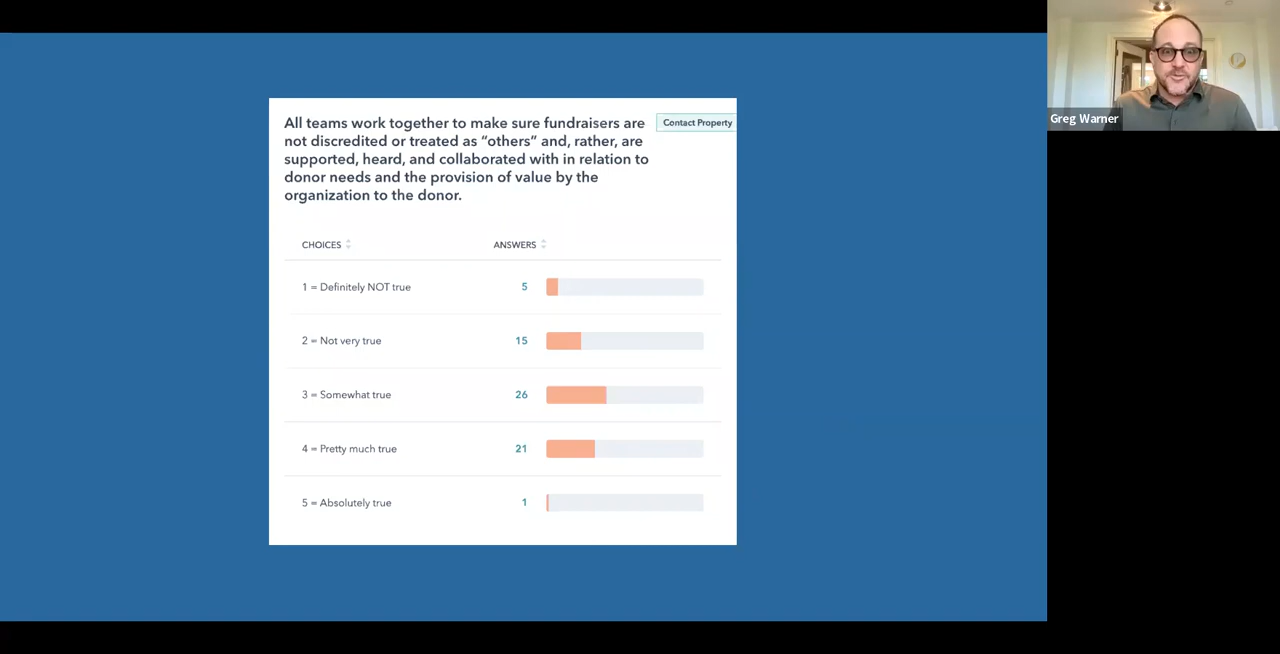 All teams work together to make sure fundraisers are
not discredited or treated as “others” and, rather, are
supported, heard, and collaborated with in relation to
donor needs and the provision of value by the
organization to the donor.
Contact Property
CHOICES ANSWERS
1 = Definitely NOT true 5
2 = Not very true 15
3 = Somewhat true 26
4 = Pretty much true 21
5 = Absolutely true 1
Greg Warner